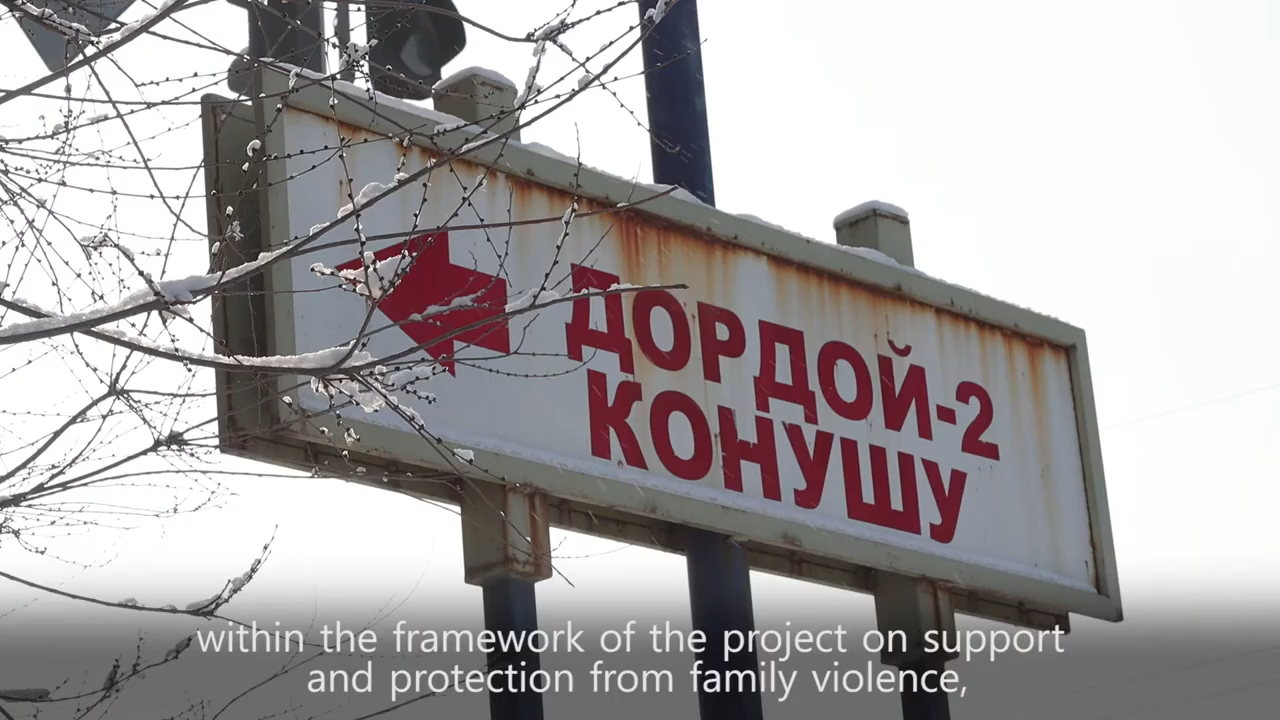 ДОРДОЙ-2
КОНУШУ
within the framework of the project on support
and protection from family violence,